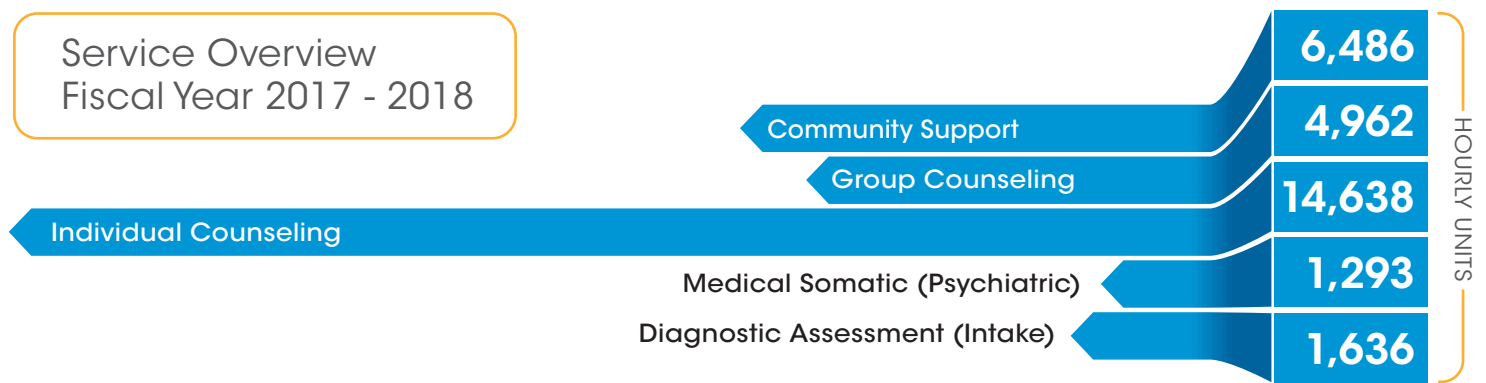 Service Overview
Fiscal Year 2017 - 2018
Community Support
6,486
Group Counseling
4,962
Individual Counseling
14,638
Medical Somatic (Psychiatric)
1,293
Diagnostic Assessment (Intake)
1,636
HOURLY UNITS